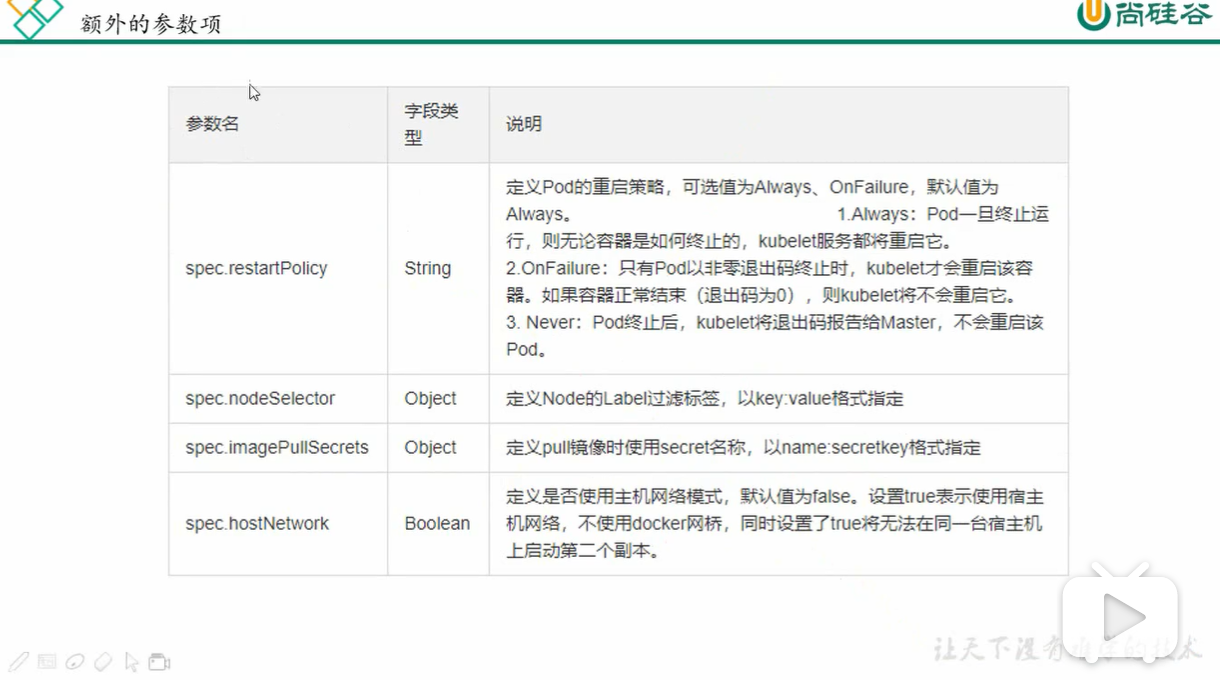 额外的参数项
尚硅谷
参数名
字段类
型
说明
spec.restartPolicy
String
定义Pod的重启策略，可选值为Always、OnFailure，默认值为
Always。 1.Always：Pod一旦终止运
行，则无论容器是如何终止的，kubelet服务都将重启它。
2.OnFailure：只有Pod以非零退出码终止时，kubelet才会重启该容
器。如果容器正常结束（退出码为0），则kubelet将不会重启它。
3. Never：Pod终止后，kubelet将退出码报告给Master，不会重启该
Pod。
spec.nodeSelector
Object
定义Node的Label过滤标签，以key:value格式指定
spec.imagePullSecrets
Object
定义pull镜像时使用secret名称，以name:secretkey格式指定
spec.hostNetwork
Boolean
定义是否使用主机网络模式，默认值为false。设置true表示使用宿主
机网络，不使用docker网桥，同时设置了true将无法在同一台宿主机
上启动第二个副本。
让天下没有 的技术